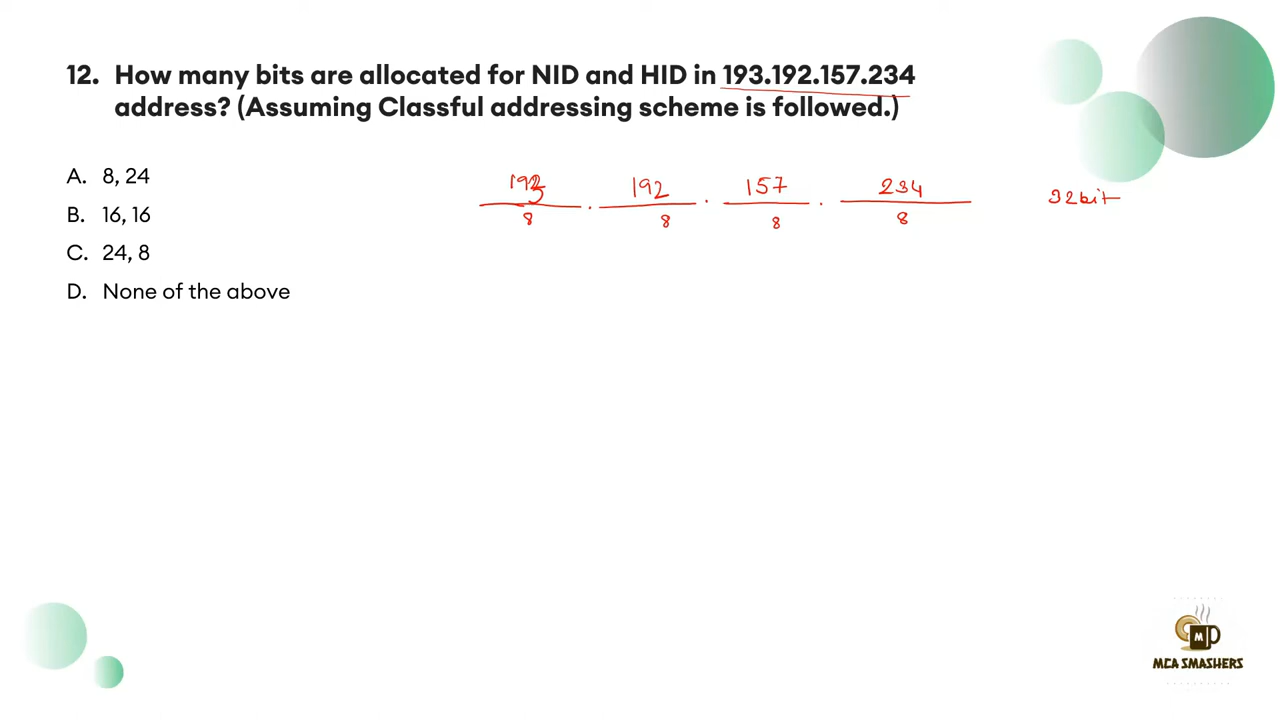 12. How many bits are allocated for NID and HID in 193.192.157.234
address? (Assuming Classful addressing scheme is followed.)
A. 8, 24
B. 16, 16
C. 24, 8
D. None of the above
193 . 192 . 157 . 234 32bit
8 8 8 8
M
MCA SMASHERS